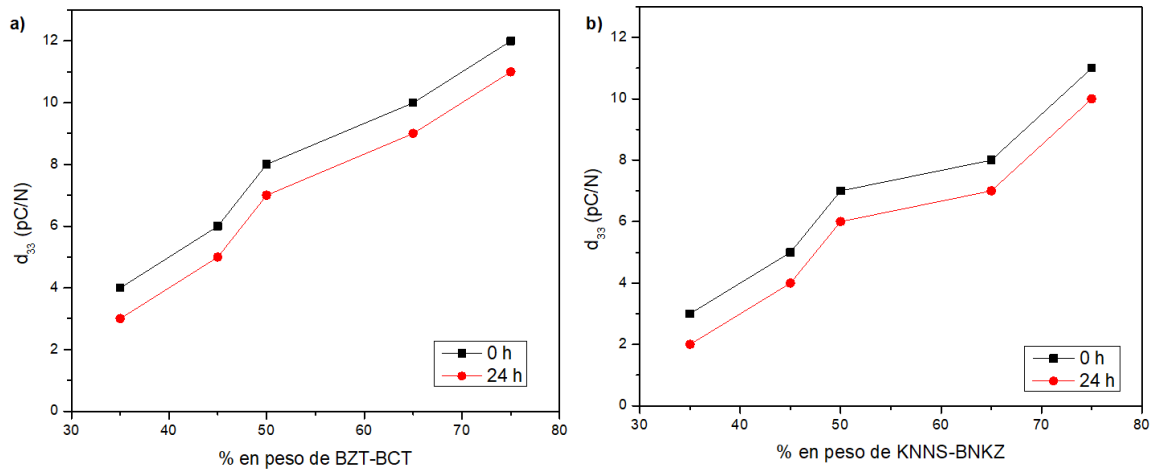 a)
d33 (pC/N)
12
10
8
6
4
2
0
30 40 50 60 70 80
% en peso de BZT-BCT
0 h
24 h
b)
d33 (pC/N)
12
10
8
6
4
2
0
30 40 50 60 70 80
% en peso de KNNS-BNKZ
0 h
24 h